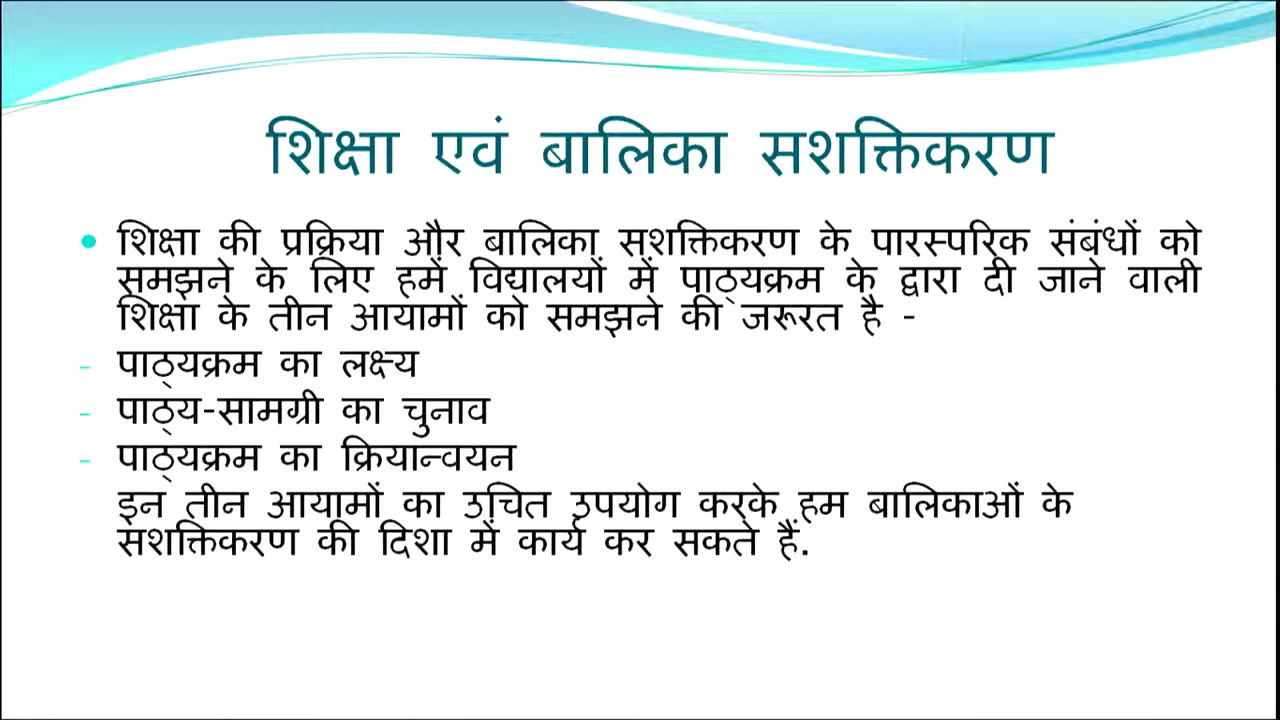 शिक्षा एवं बालिका सशक्तिकरण
• शिक्षा की प्रक्रिया और बालिका सशक्तिकरण के पारस्परिक संबंधों को
समझने के लिए हमें विद्यालयों में पाठ्यक्रम के द्वारा दी जाने वाली
शिक्षा के तीन आयामों को समझने की जरूरत है -
- पाठ्यक्रम का लक्ष्य
- पाठ्य-सामग्री का चुनाव
- पाठ्यक्रम का क्रियान्वयन
इन तीन आयामों का उचित उपयोग करके हम बालिकाओं के
सशक्तिकरण की दिशा में कार्य कर सकते हैं.